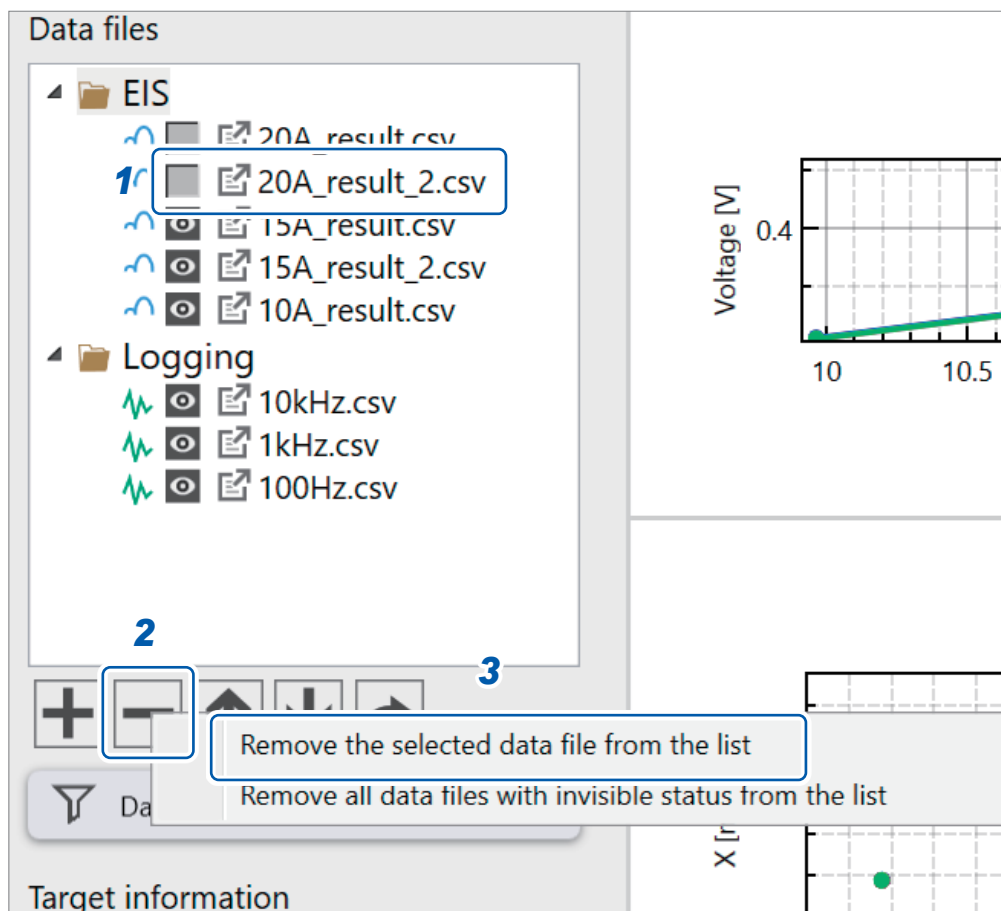 Data files
EIS
20A_result.csv
1
20A_result_2.csv
15A_result.csv
15A_result_2.csv
10A_result.csv
Logging
10kHz.csv
1kHz.csv
100Hz.csv
2
3
Remove the selected data file from the list
Remove all data files with invisible status from the list
Da
Target information
Voltage [V]
0.4
10
10.5
X [